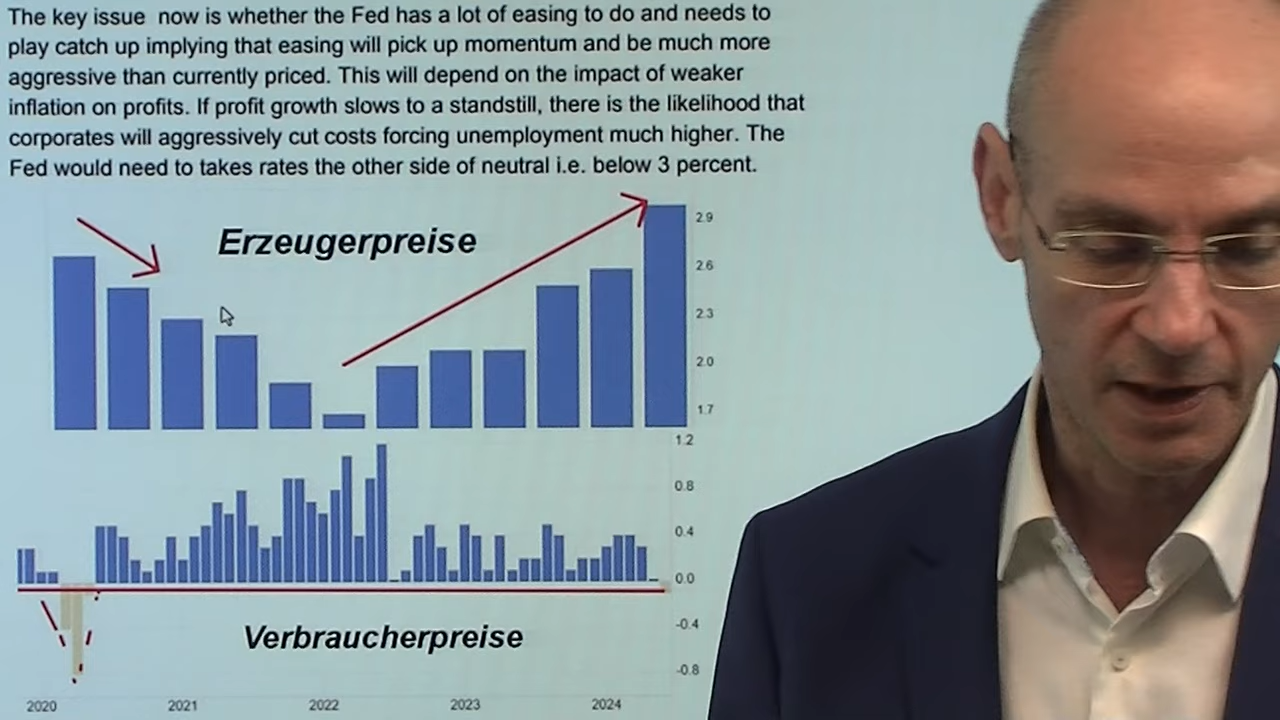 The key issue now is whether the Fed has a lot of easing to do and needs to
play catch up implying that easing will pick up momentum and be much more
aggressive than currently priced. This will depend on the impact of weaker
inflation on profits. If profit growth slows to a standstill, there is the likelihood that
corporates will aggressively cut costs forcing unemployment much higher. The
Fed would need to takes rates the other side of neutral i.e. below 3 percent.
Erzeugerpreise
2.9
2.6
2.3
2.0
1.7
1.2
0.8
0.4
0.0
-0.4
-0.8
Verbraucherpreise
2020 2021 2022 2023 2024